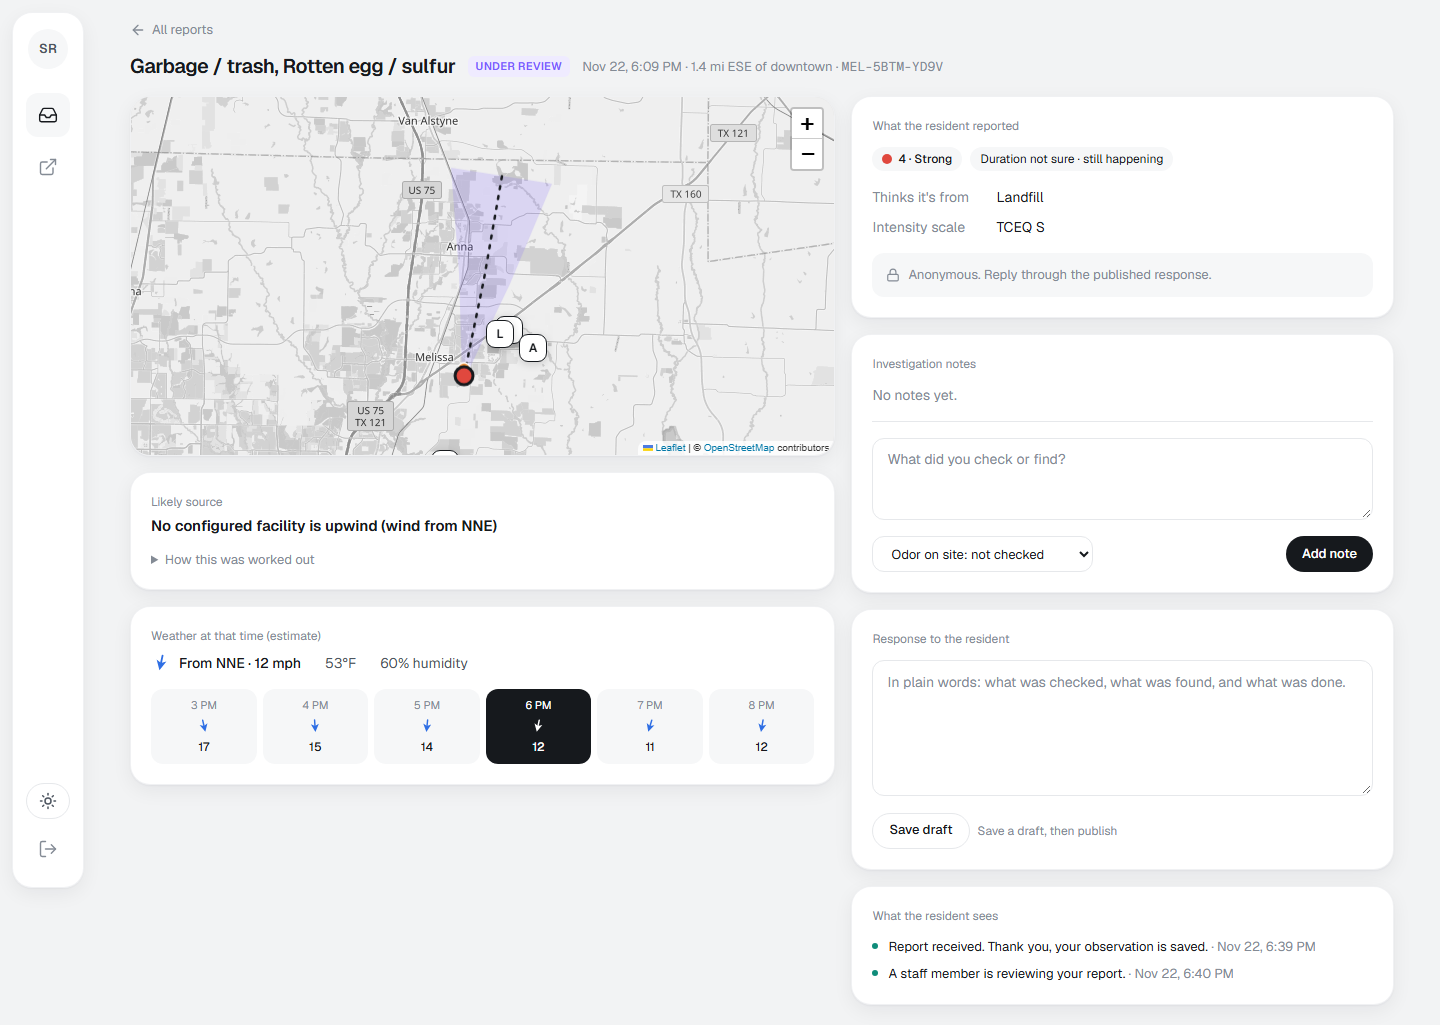 SR
All reports
Garbage / trash, Rotten egg / sulfur
UNDER REVIEW
Nov 22, 6:09 PM · 1.4 mi ESE of downtown · MEL-5BTM-YD9V
Van Alstyne
TX 121
US 75
TX 160
Anna
na
L
A
Melissa
US 75
TX 121
+
−
Leaflet | © OpenStreetMap contributors
Likely source
No configured facility is upwind (wind from NNE)
How this was worked out
Weather at that time (estimate)
From NNE · 12 mph
53°F
60% humidity
3 PM
17
4 PM
15
5 PM
14
6 PM
12
7 PM
11
8 PM
12
What the resident reported
4 · Strong
Duration not sure · still happening
Thinks it's from
Landfill
Intensity scale
TCEQ S
Anonymous. Reply through the published response.
Investigation notes
No notes yet.
What did you check or find?
Odor on site: not checked
Add note
Response to the resident
In plain words: what was checked, what was found, and what was done.
Save draft
Save a draft, then publish
What the resident sees
Report received. Thank you, your observation is saved. · Nov 22, 6:39 PM
A staff member is reviewing your report. · Nov 22, 6:40 PM